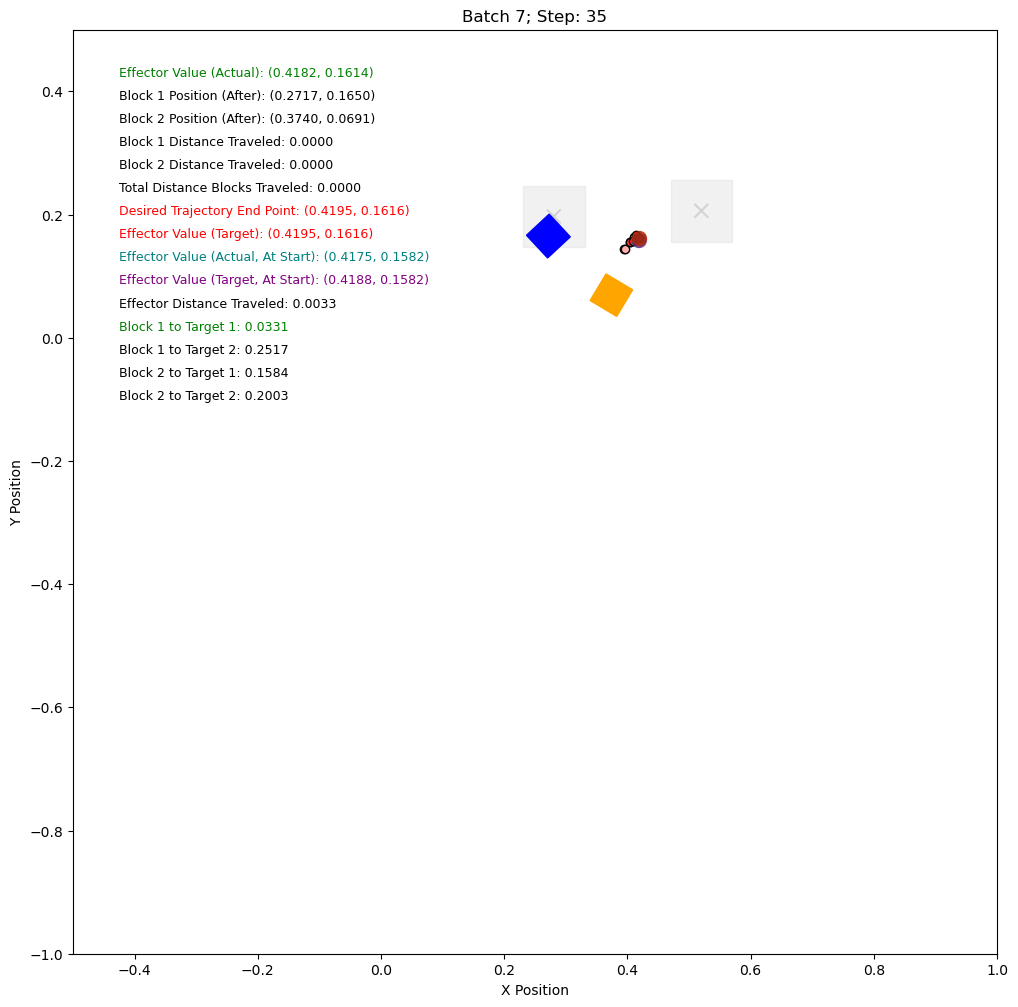 Batch 7; Step: 35
Effector Value (Actual): (0.4182, 0.1614)
Block 1 Position (After): (0.2717, 0.1650)
Block 2 Position (After): (0.3740, 0.0691)
Block 1 Distance Traveled: 0.0000
Block 2 Distance Traveled: 0.0000
Total Distance Blocks Traveled: 0.0000
Desired Trajectory End Point: (0.4195, 0.1616)
Effector Value (Target): (0.4195, 0.1616)
Effector Value (Actual, At Start): (0.4175, 0.1582)
Effector Value (Target, At Start): (0.4188, 0.1582)
Effector Distance Traveled: 0.0033
Block 1 to Target 1: 0.0331
Block 1 to Target 2: 0.2517
Block 2 to Target 1: 0.1584
Block 2 to Target 2: 0.2003
Y Position
0.4
0.2
0.0
−0.2
−0.4
−0.6
−0.8
−1.0
−0.4
−0.2
0.0
0.2
0.4
0.6
0.8
1.0
X Position